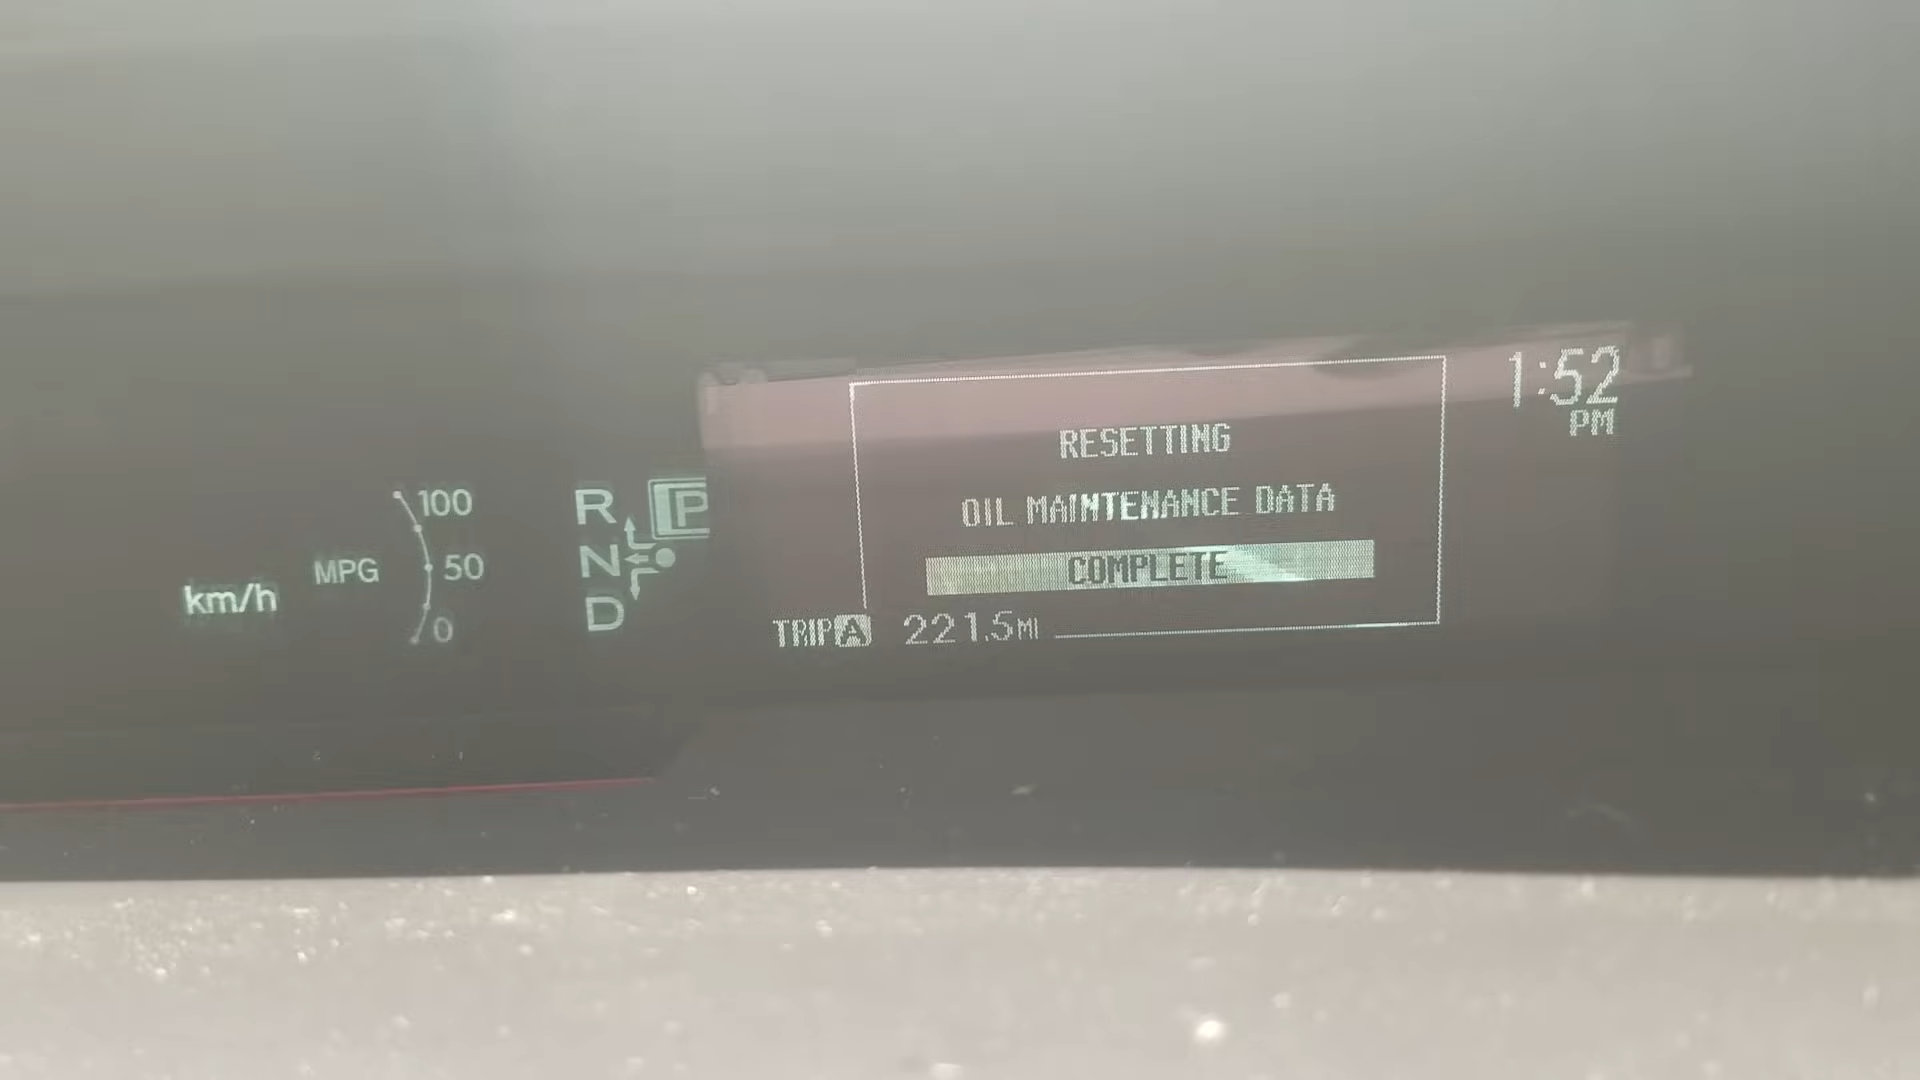 1:52
PM
RESETTING
OIL MAINTENANCE DATA
COMPLETE
TRIP A 221.5 MI
km/h
MPG
100
50
0
R
N
D
P